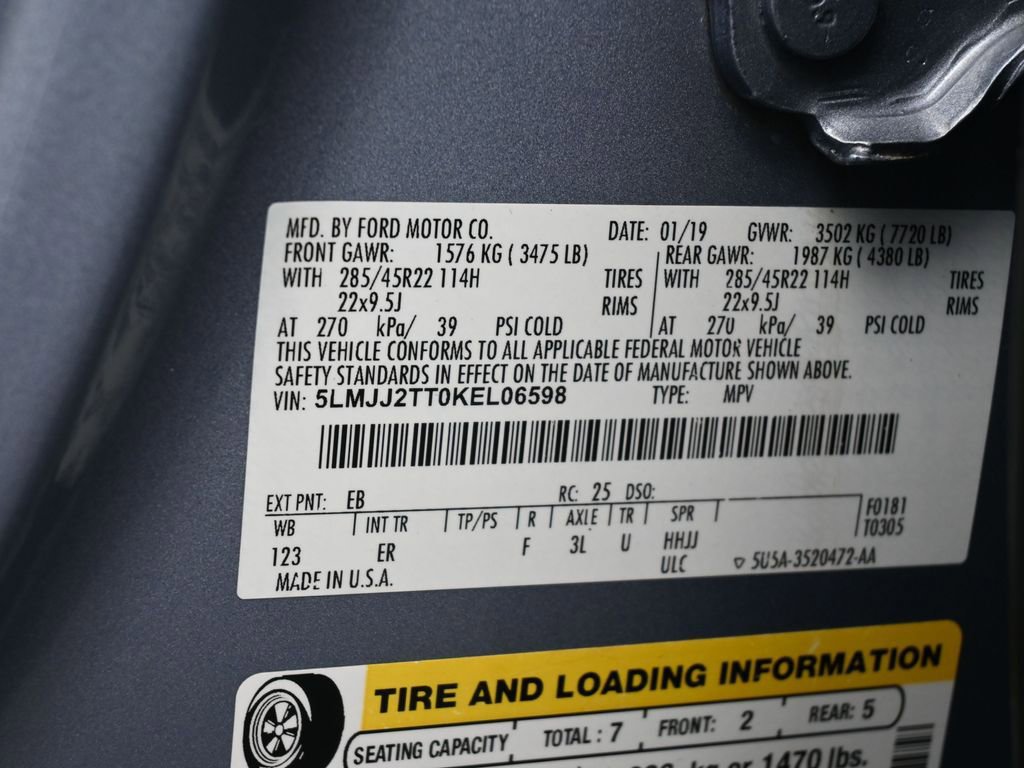 MFD. BY FORD MOTOR CO. DATE: 01/19 GVWR: 3502 KG ( 7720 LB)
FRONT GAWR: 1576 KG ( 3475 LB) REAR GAWR: 1987 KG ( 4380 LB)
WITH 285/45R22 114H TIRES WITH 285/45R22 114H TIRES
22x9.5J RIMS 22x9.5J RIMS
AT 270 kPa/ 39 PSI COLD AT 270 kPa/ 39 PSI COLD
THIS VEHICLE CONFORMS TO ALL APPLICABLE FEDERAL MOTOR VEHICLE
SAFETY STANDARDS IN EFFECT ON THE DATE OF MANUFACTURE SHOWN ABOVE.
VIN: 5LMJJ2TT0KEL06598 TYPE: MPV
EXT PNT: EB RC: 25 DSO:
WB INT TR TP/PS R AXLE TR SPR F0181
T0305
123 ER F 3L U HHJJ
ULC ▽ 5U5A-3520472-AA
MADE IN U.S.A.
TIRE AND LOADING INFORMATION
SEATING CAPACITY TOTAL : 7 FRONT: 2 REAR: 5
kg or 1470 lbs.